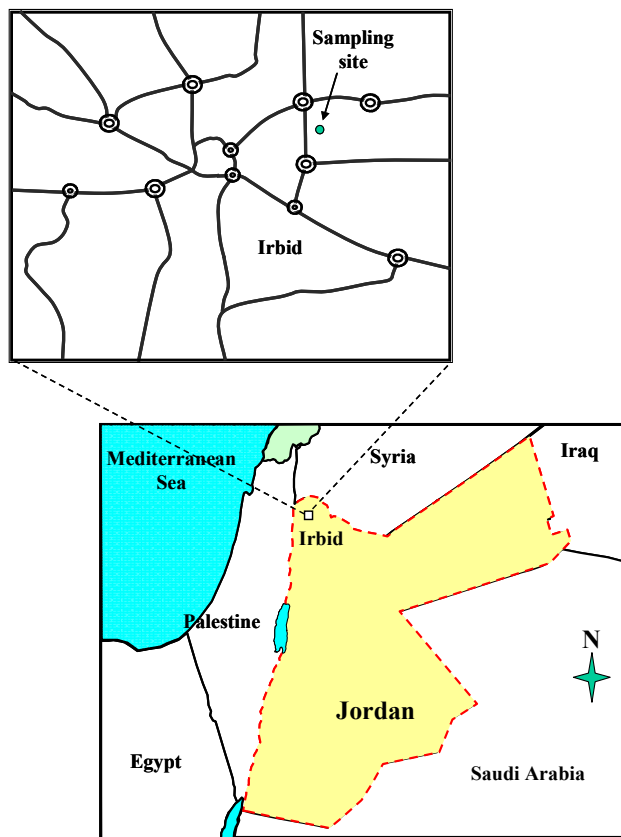 Sampling
site
Irbid
Mediterranean
Sea
Syria
Iraq
Irbid
Palestine
N
Jordan
Egypt
Saudi Arabia